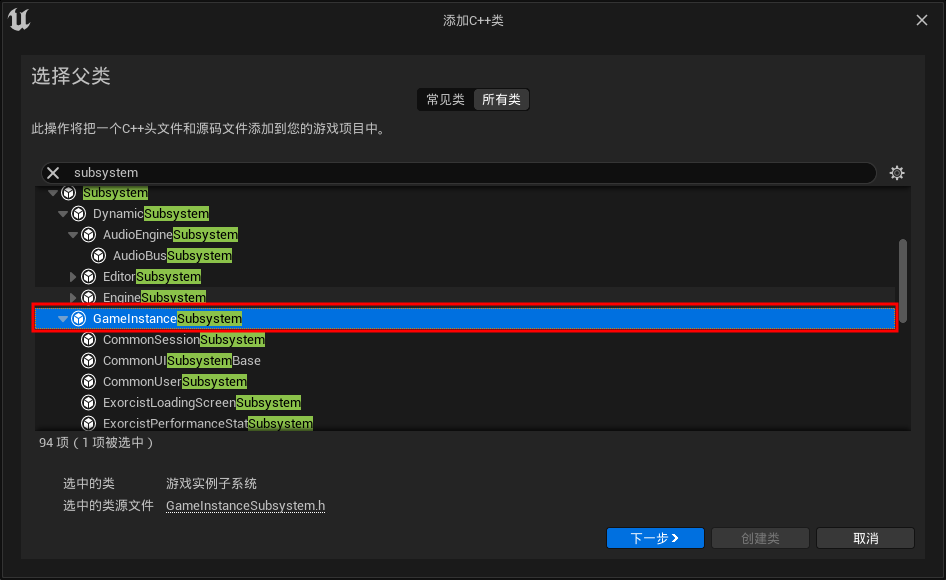 添加C++类
选择父类
常见类 所有类
此操作将把一个C++头文件和源码文件添加到您的游戏项目中。
subsystem
Subsystem
DynamicSubsystem
AudioEngineSubsystem
AudioBusSubsystem
EditorSubsystem
EngineSubsystem
GameInstanceSubsystem
CommonSessionSubsystem
CommonUISubsystemBase
CommonUserSubsystem
ExorcistLoadingScreenSubsystem
ExorcistPerformanceStatSubsystem
94 项（1 项被选中）
选中的类 游戏实例子系统
选中的类源文件 GameInstanceSubsystem.h
下一步 创建类 取消